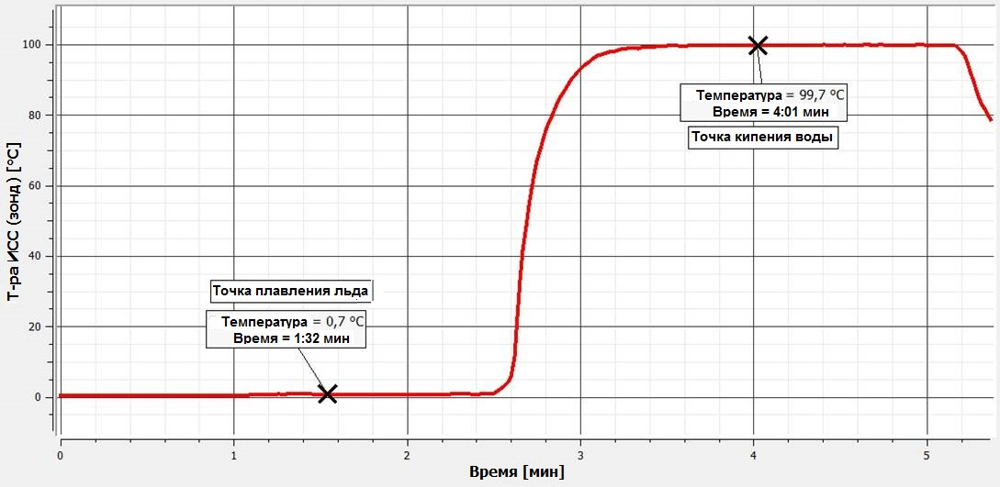 100
80
60
40
20
0
Т-ра ИСС (зонд) [°C]
Температура = 99,7 °C
Время = 4:01 мин
Точка кипения воды
Точка плавления льда
Температура = 0,7 °C
Время = 1:32 мин
0 1 2 3 4 5
Время [мин]